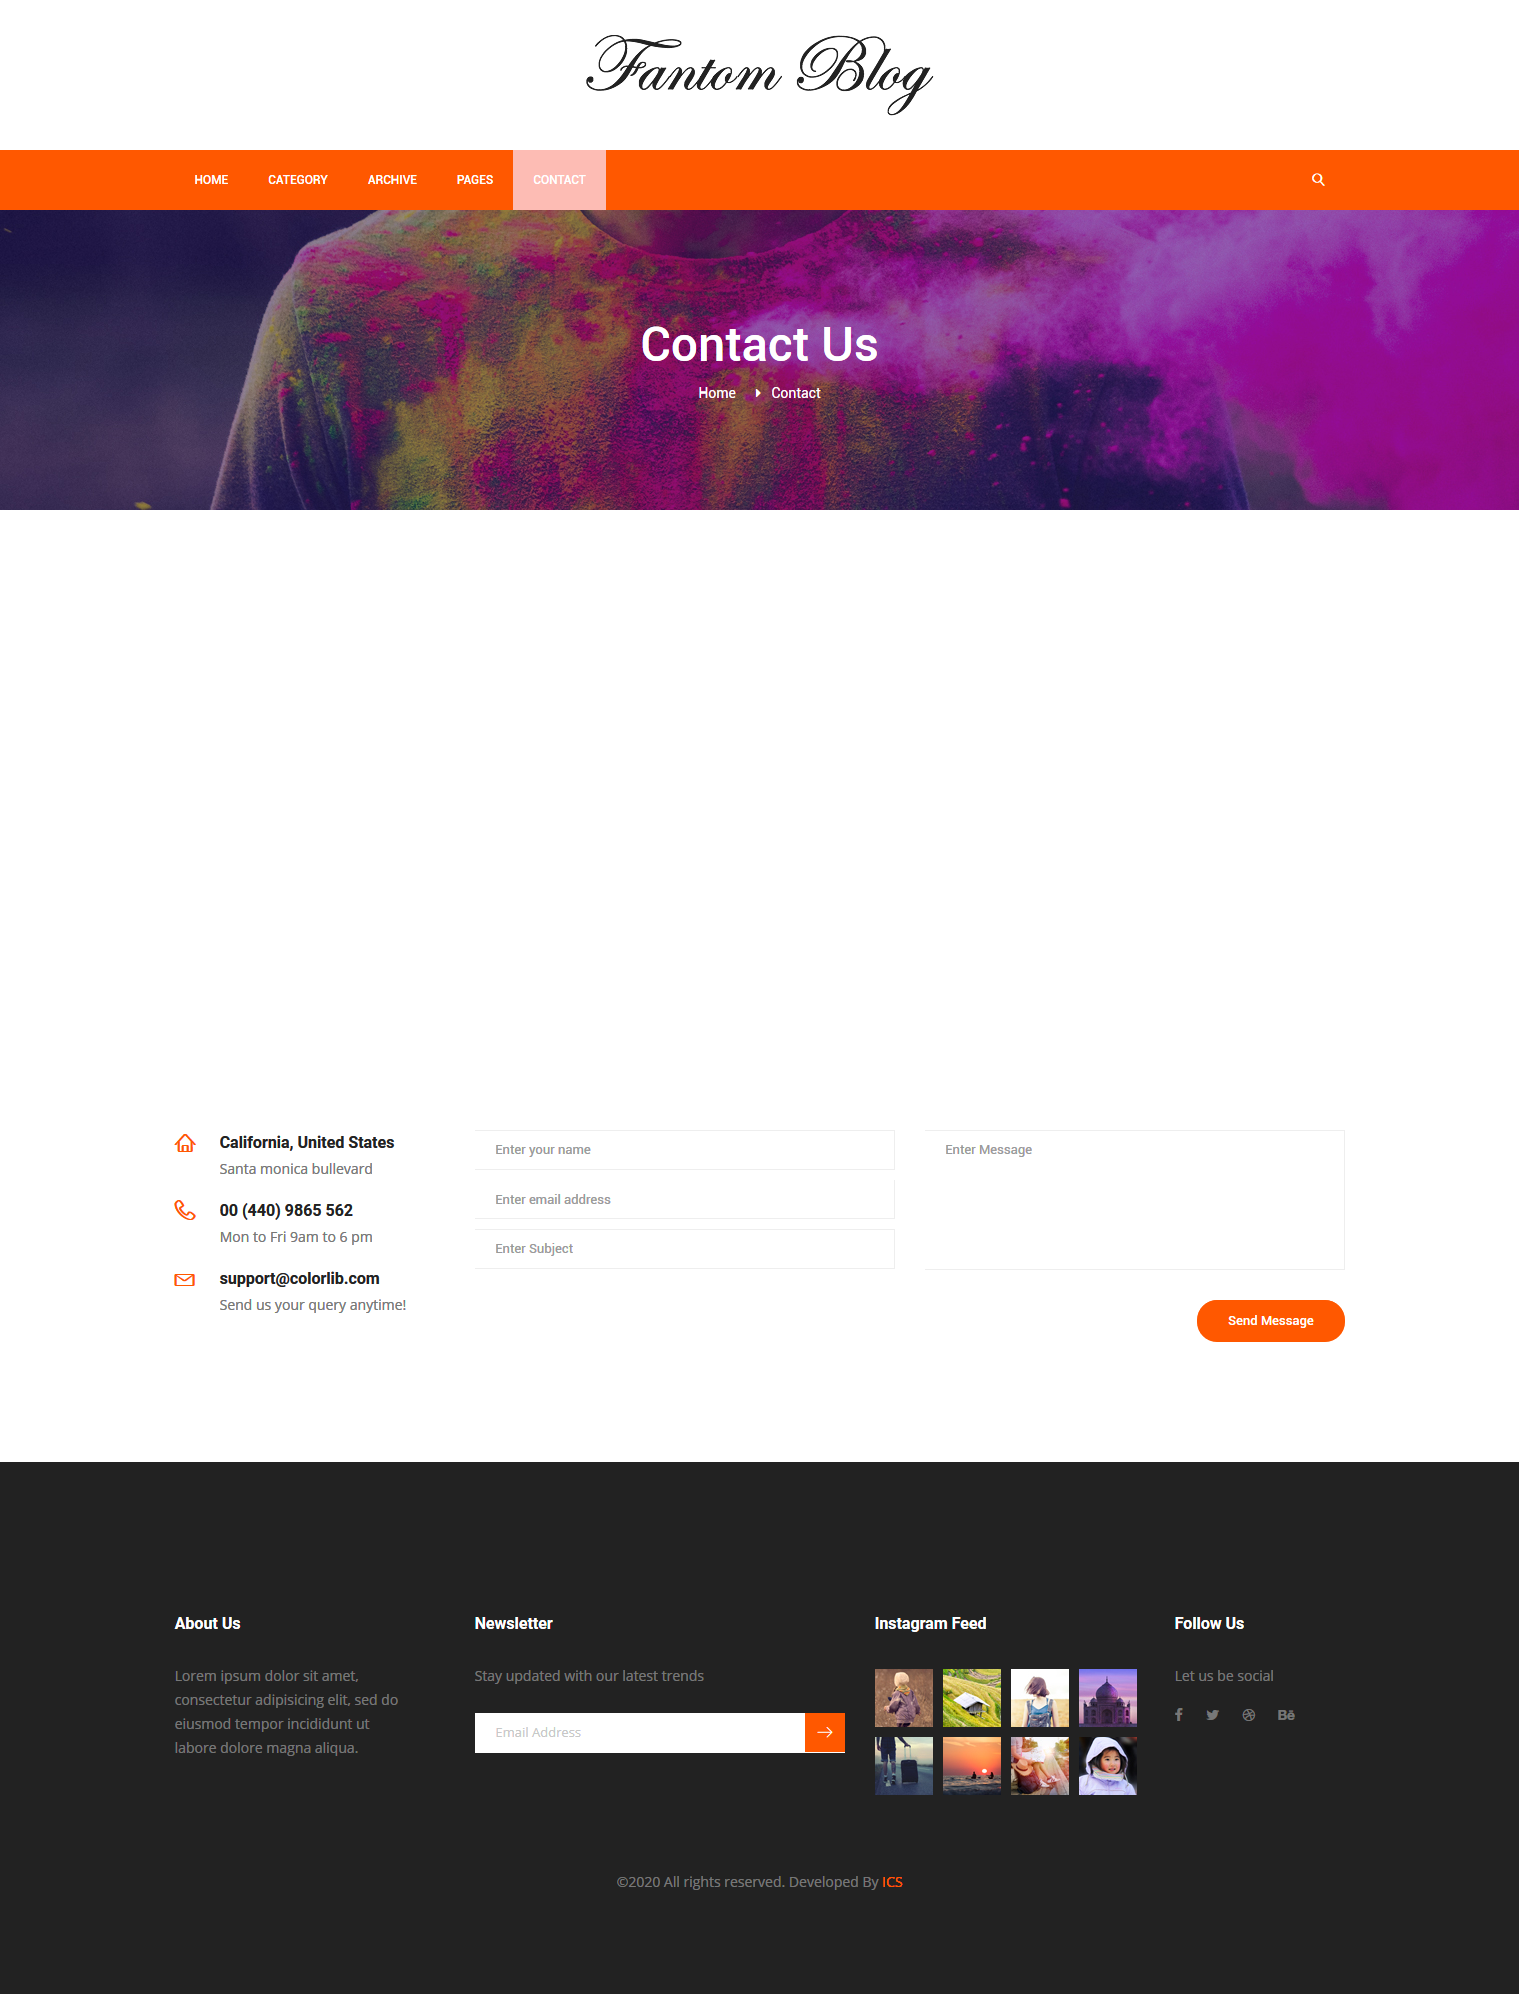 Fantom Blog
HOME CATEGORY ARCHIVE PAGES CONTACT
Contact Us
Home Contact
California, United States
Santa monica bullevard
00 (440) 9865 562
Mon to Fri 9am to 6 pm
support@colorlib.com
Send us your query anytime!
Enter your name
Enter email address
Enter Subject
Enter Message
Send Message
About Us
Lorem ipsum dolor sit amet,
consectetur adipisicing elit, sed do
eiusmod tempor incididunt ut
labore dolore magna aliqua.
Newsletter
Stay updated with our latest trends
Email Address
Instagram Feed
Follow Us
Let us be social
©2020 All rights reserved. Developed By ICS